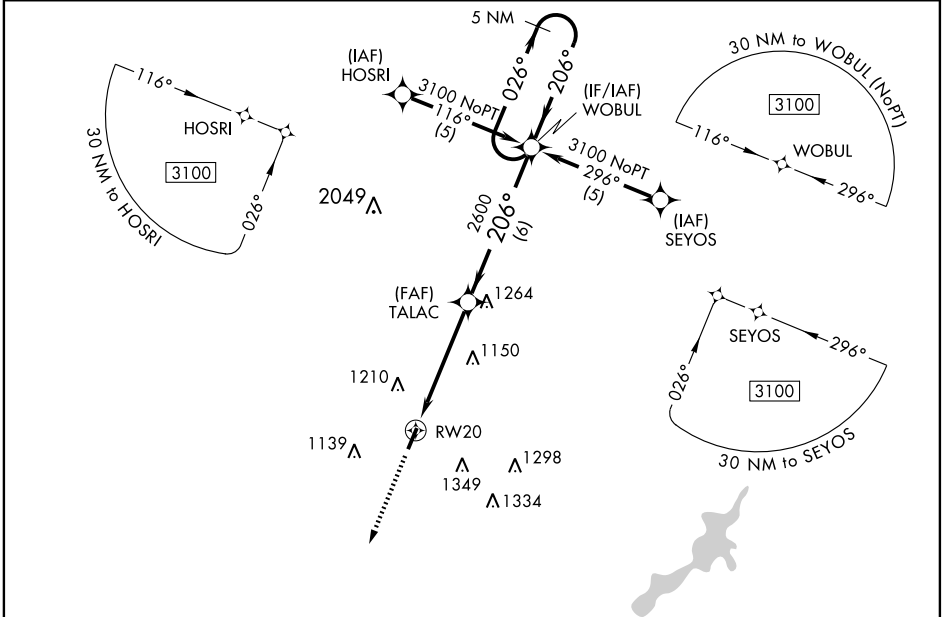 5 NM
026°
206°
(IAF)
HOSRI
3100 NoPT
116°
(5)
(IF/IAF)
WOBUL
3100 NoPT
296°
(5)
(IAF)
SEYOS
2049
2600
206°
(6)
(FAF)
TALAC
1264
1150
1210
RW20
1139
1298
1349
1334
116°
HOSRI
3100
026°
30 NM to HOSRI
30 NM to WOBUL (NoPT)
3100
116°
WOBUL
296°
SEYOS
296°
026°
3100
30 NM to SEYOS